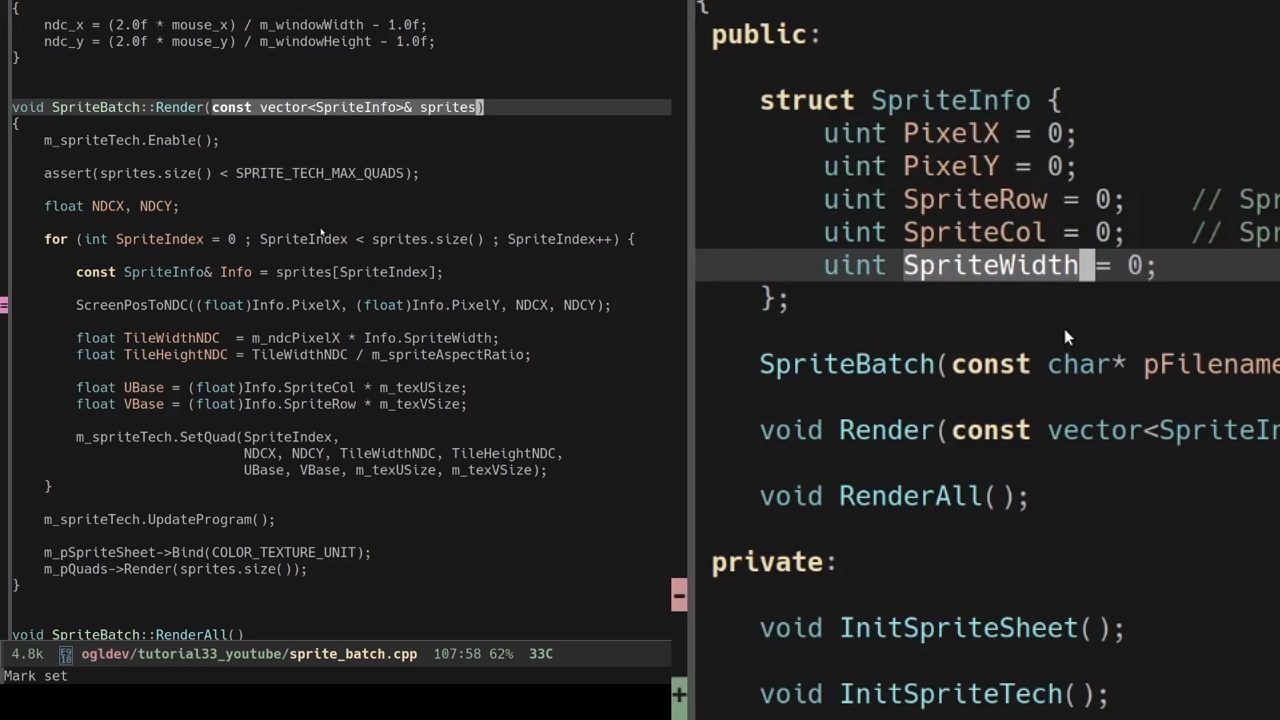 {
ndc_x = (2.0f * mouse_x) / m_windowWidth - 1.0f;
ndc_y = (2.0f * mouse_y) / m_windowHeight - 1.0f;
}
void SpriteBatch::Render(const vector<SpriteInfo>& sprites)
{
m_spriteTech.Enable();
assert(sprites.size() < SPRITE_TECH_MAX_QUADS);
float NDCX, NDCY;
for (int SpriteIndex = 0 ; SpriteIndex < sprites.size() ; SpriteIndex++) {
const SpriteInfo& Info = sprites[SpriteIndex];
ScreenPosToNDC((float)Info.PixelX, (float)Info.PixelY, NDCX, NDCY);
float TileWidthNDC = m_ndcPixelX * Info.SpriteWidth;
float TileHeightNDC = TileWidthNDC / m_spriteAspectRatio;
float UBase = (float)Info.SpriteCol * m_texUSize;
float VBase = (float)Info.SpriteRow * m_texVSize;
m_spriteTech.SetQuad(SpriteIndex,
NDCX, NDCY, TileWidthNDC, TileHeightNDC,
UBase, VBase, m_texUSize, m_texVSize);
}
m_spriteTech.UpdateProgram();
m_pSpriteSheet->Bind(COLOR_TEXTURE_UNIT);
m_pQuads->Render(sprites.size());
}
void SpriteBatch::RenderAll()
4.8k ogldev/tutorial33_youtube/sprite_batch.cpp 107:58 62% 33C
Mark set
{
public:
struct SpriteInfo {
uint PixelX = 0;
uint PixelY = 0;
uint SpriteRow = 0; // Spr
uint SpriteCol = 0; // Spr
uint SpriteWidth = 0;
};
SpriteBatch(const char* pFilename
void Render(const vector<SpriteIn
void RenderAll();
private:
void InitSpriteSheet();
void InitSpriteTech();